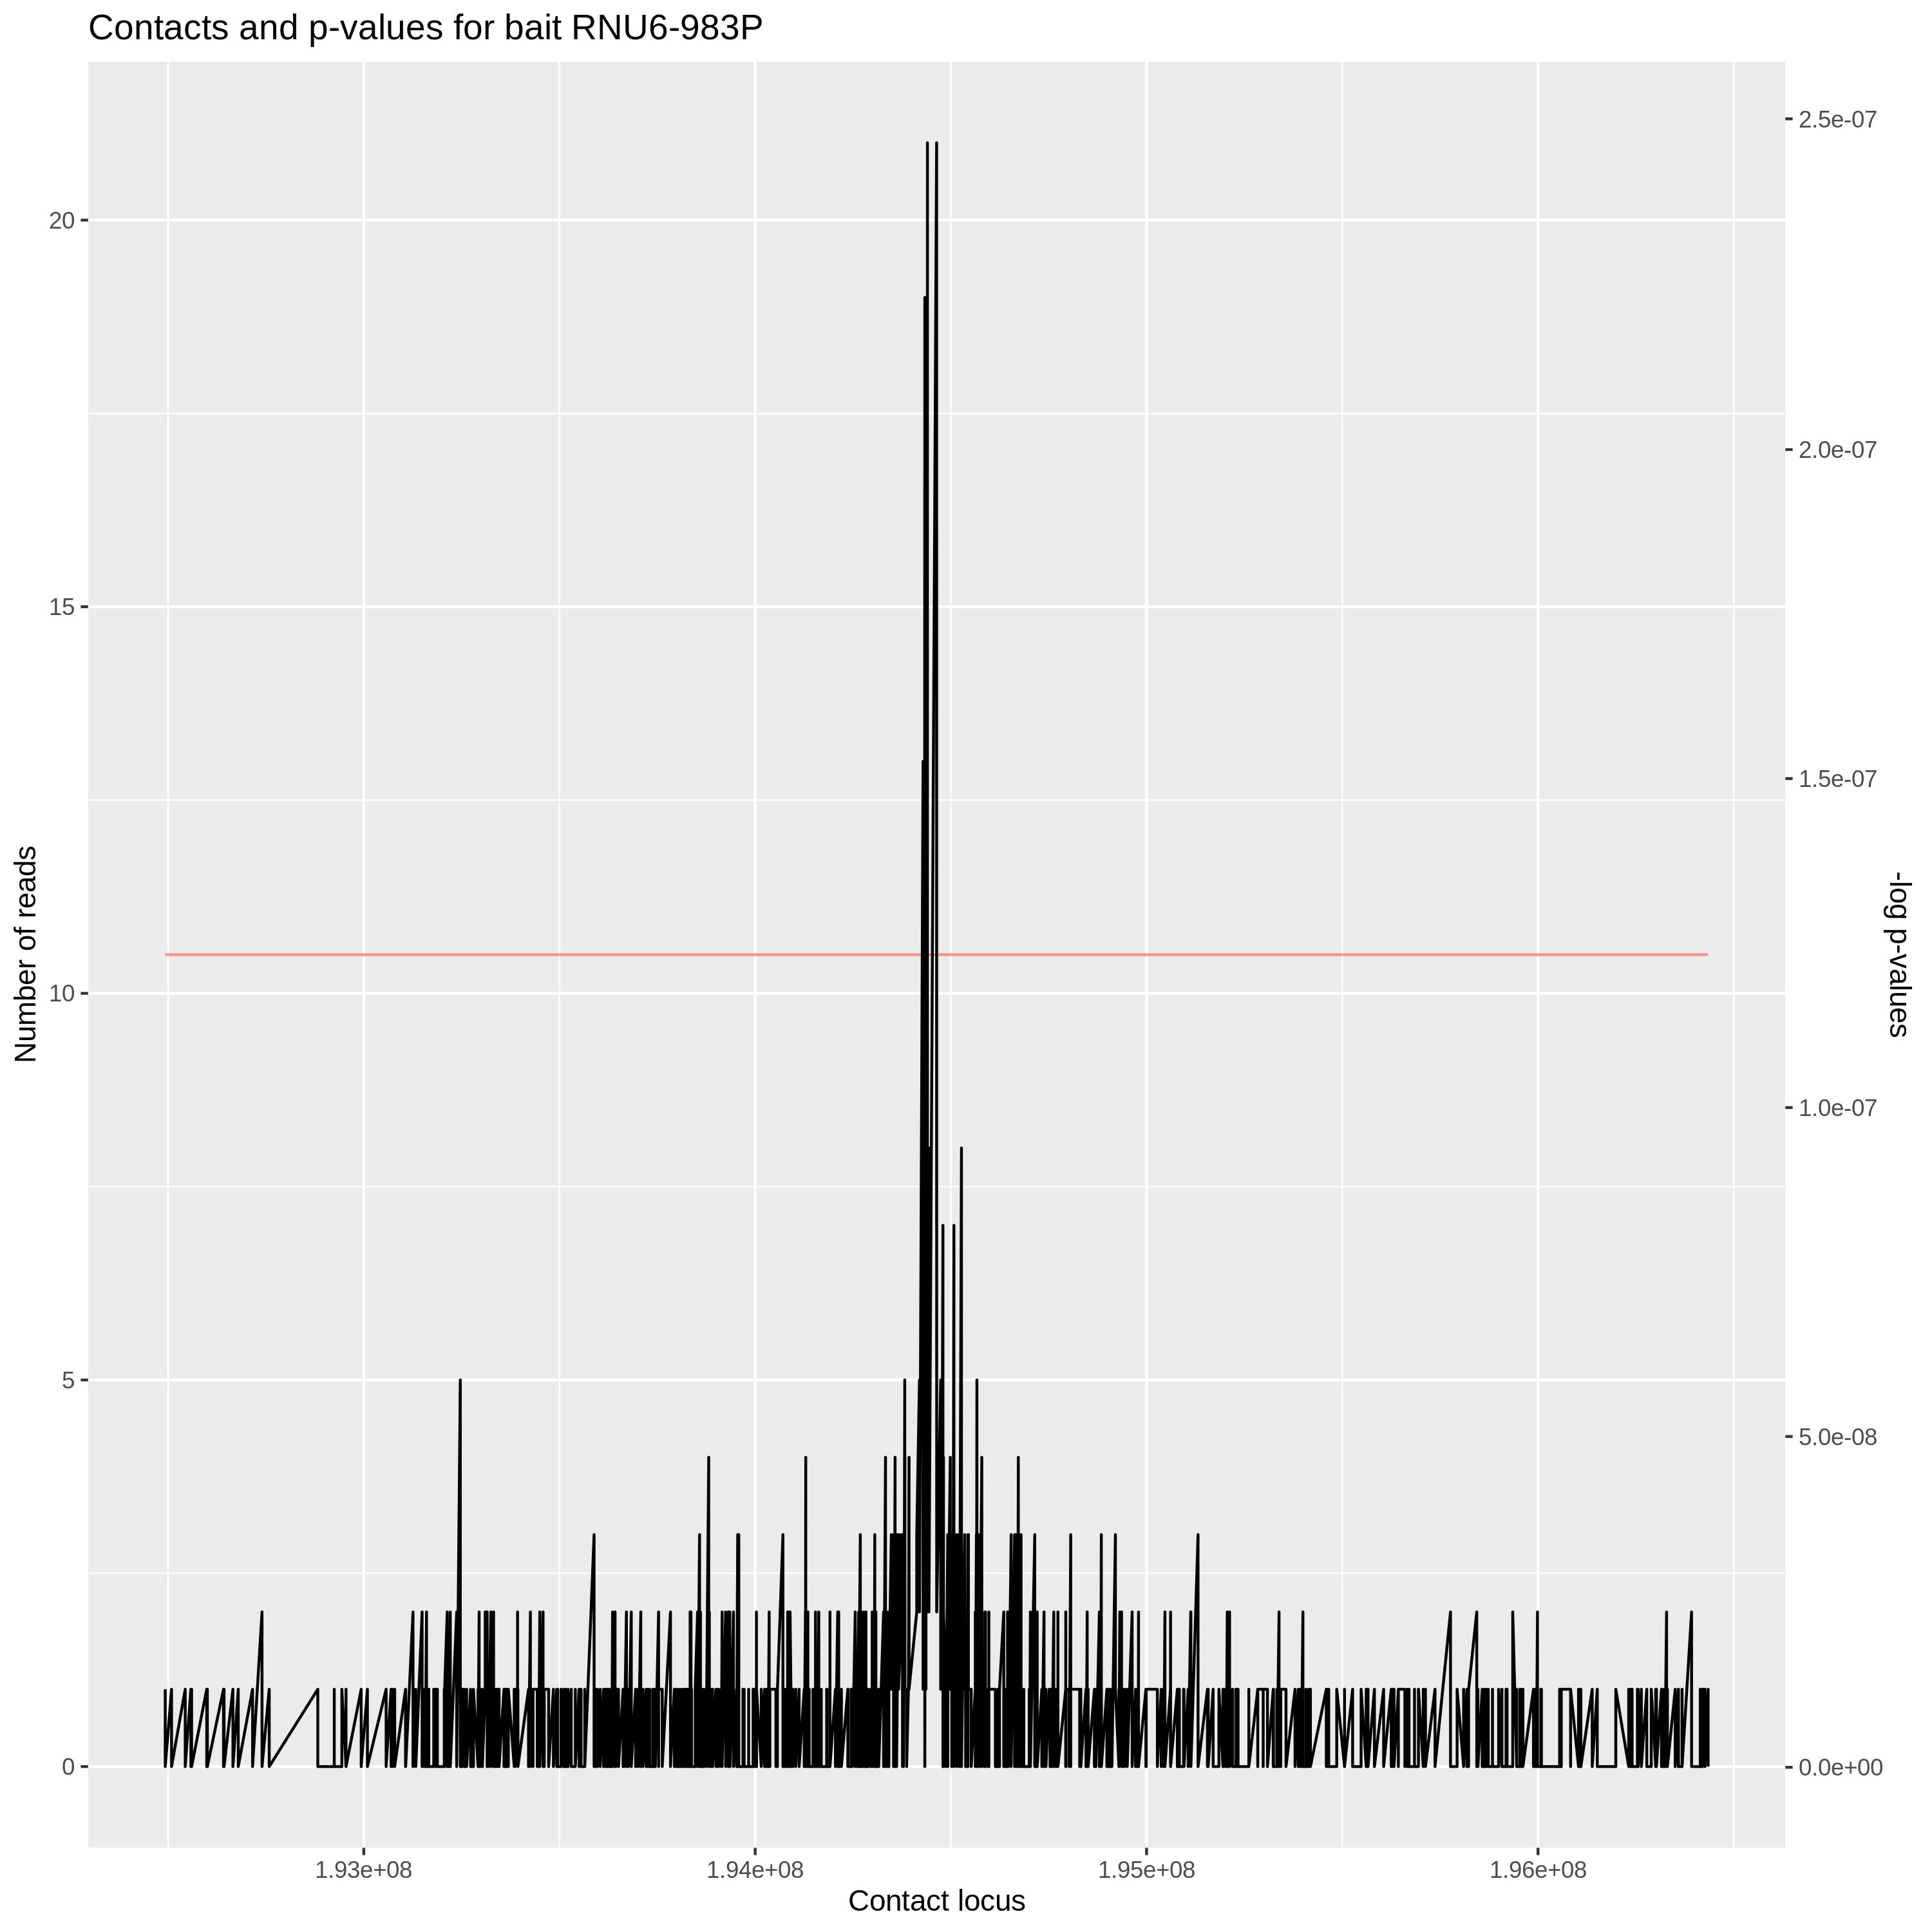 Contacts and p-values for bait RNU6-983P
20
15
10
5
0
Number of reads
2.5e-07
2.0e-07
1.5e-07
1.0e-07
5.0e-08
0.0e+00
-log p-values
1.93e+08
1.94e+08
1.95e+08
1.96e+08
Contact locus